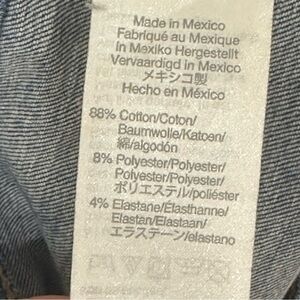 Made in Mexico
Fabriqué au Mexique
In Mexiko Hergestellt
Vervaardigd in Mexico
メキシコ製
Hecho en México
88% Cotton/Coton/
Baumwolle/Katoen/
綿/algodón
8% Polyester/Polyester/
Polyester/Polyester/
ポリエステル/poliéster
4% Elastane/Élasthanne/
Elastan/Elastaan/
エラステーン/elastano